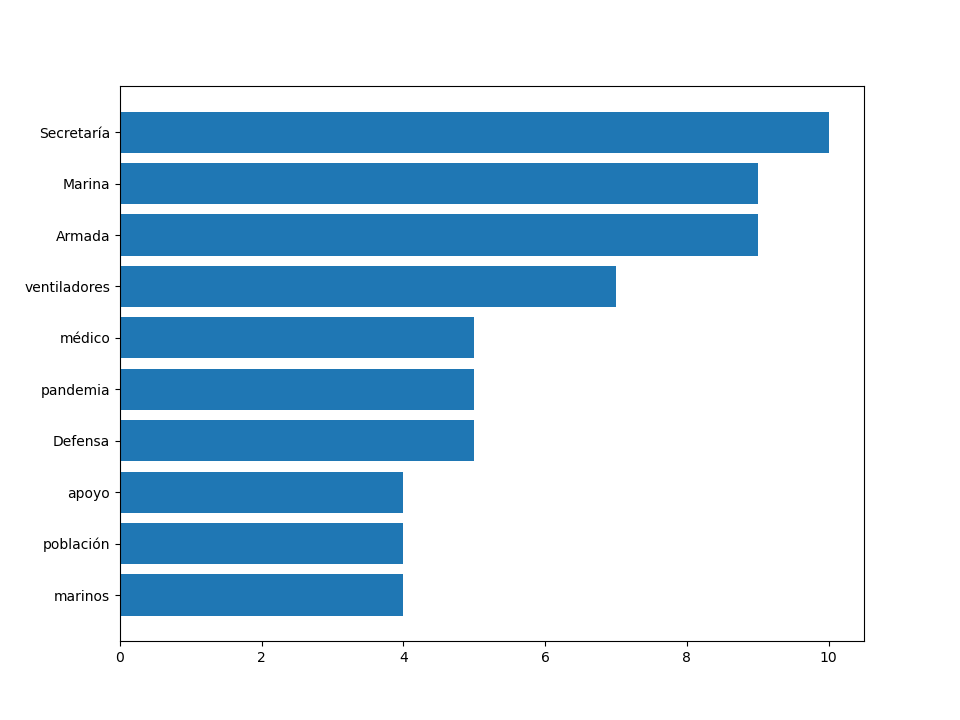 Secretaría
Marina
Armada
ventiladores
médico
pandemia
Defensa
apoyo
población
marinos
0 2 4 6 8 10